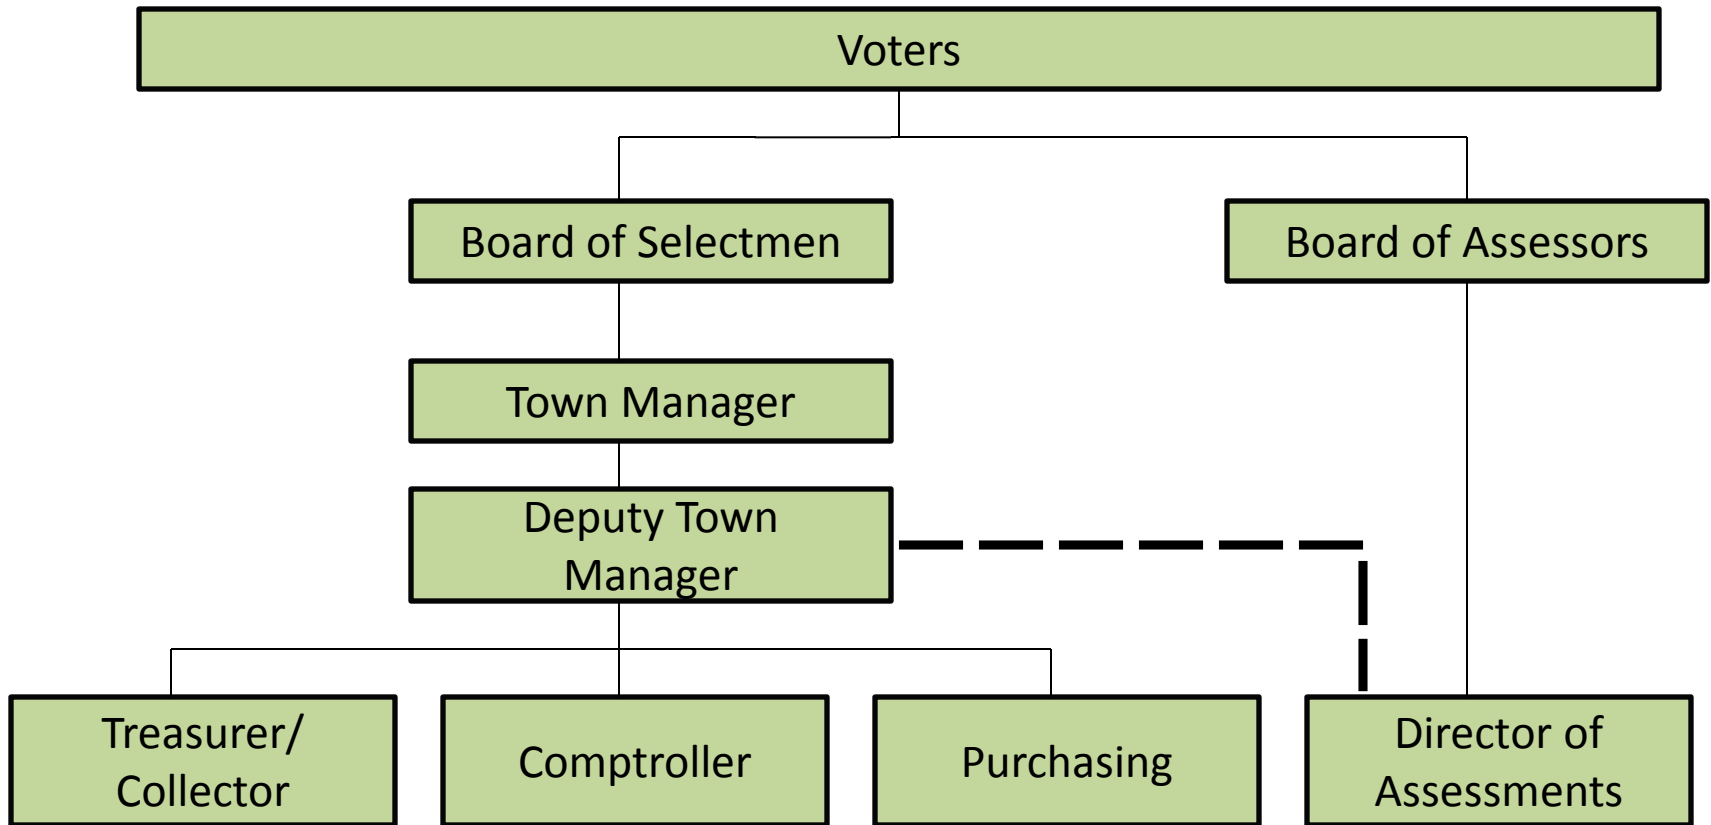 Voters
Board of Selectmen
Board of Assessors
Town Manager
Deputy Town
Manager
Treasurer/
Collector
Comptroller
Purchasing
Director of
Assessments